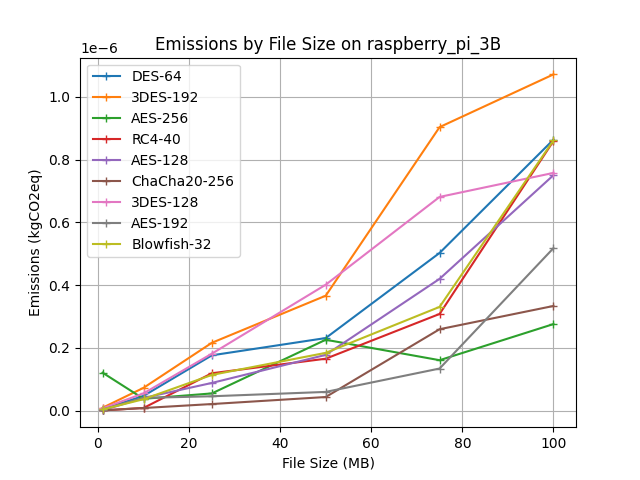 Emissions by File Size on raspberry_pi_3B
1e−6
DES-64
3DES-192
AES-256
RC4-40
AES-128
ChaCha20-256
3DES-128
AES-192
Blowfish-32
Emissions (kgCO2eq)
1.0
0.8
0.6
0.4
0.2
0.0
0 20 40 60 80 100
File Size (MB)